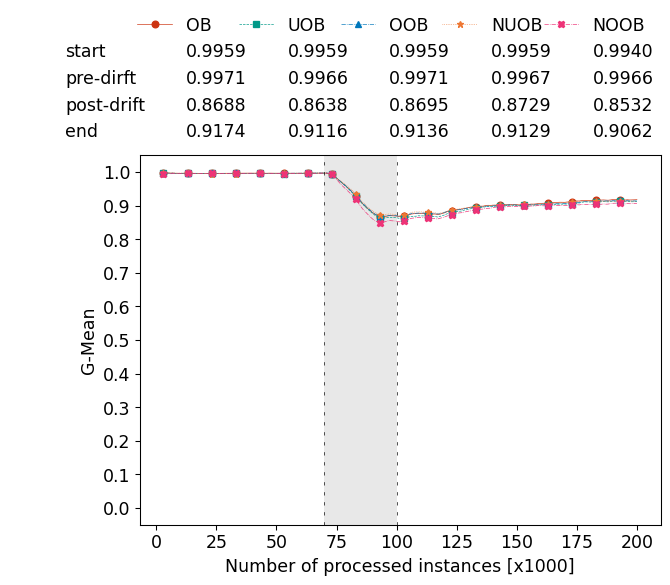 OB UOB OOB NUOB NOOB
start 0.9959 0.9959 0.9959 0.9959 0.9940
pre-dirft 0.9971 0.9966 0.9971 0.9967 0.9966
post-drift 0.8688 0.8638 0.8695 0.8729 0.8532
end 0.9174 0.9116 0.9136 0.9129 0.9062
1.0
0.9
0.8
0.7
0.6
0.5
0.4
0.3
0.2
0.1
0.0
G-Mean
0 25 50 75 100 125 150 175 200
Number of processed instances [x1000]